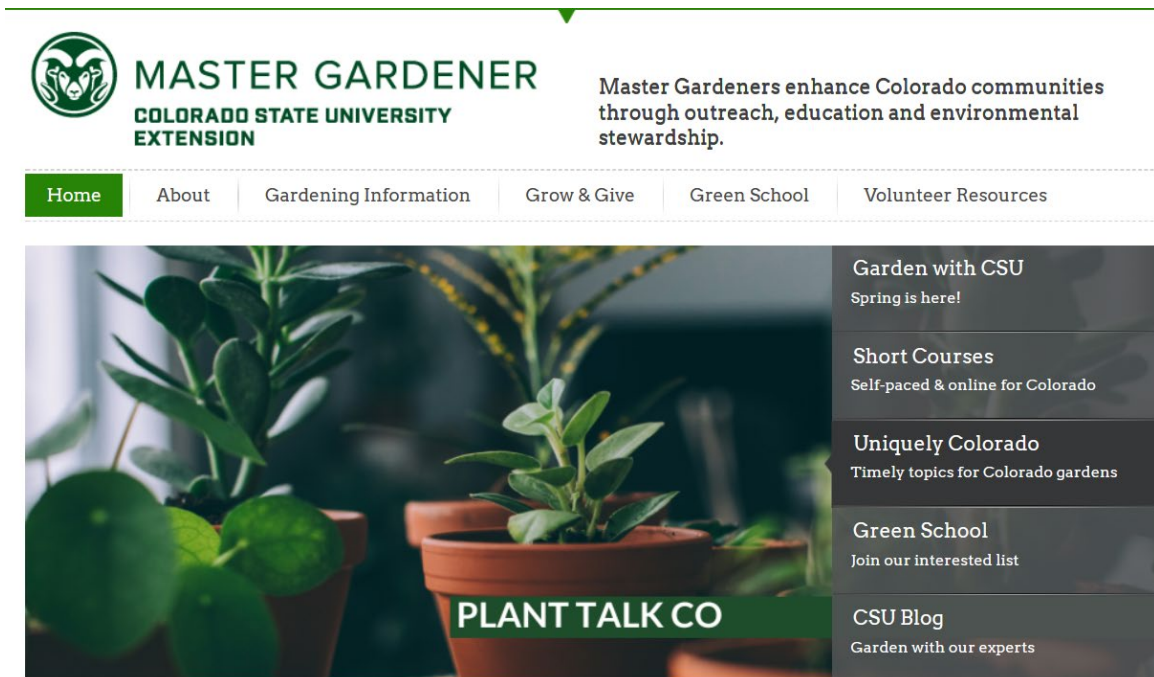 MASTER GARDENER
COLORADO STATE UNIVERSITY
EXTENSION
Master Gardeners enhance Colorado communities
through outreach, education and environmental
stewardship.
Home About Gardening Information Grow & Give Green School Volunteer Resources
Garden with CSU
Spring is here!
Short Courses
Self-paced & online for Colorado
Uniquely Colorado
Timely topics for Colorado gardens
Green School
Join our interested list
PLANT TALK CO
CSU Blog
Garden with our experts